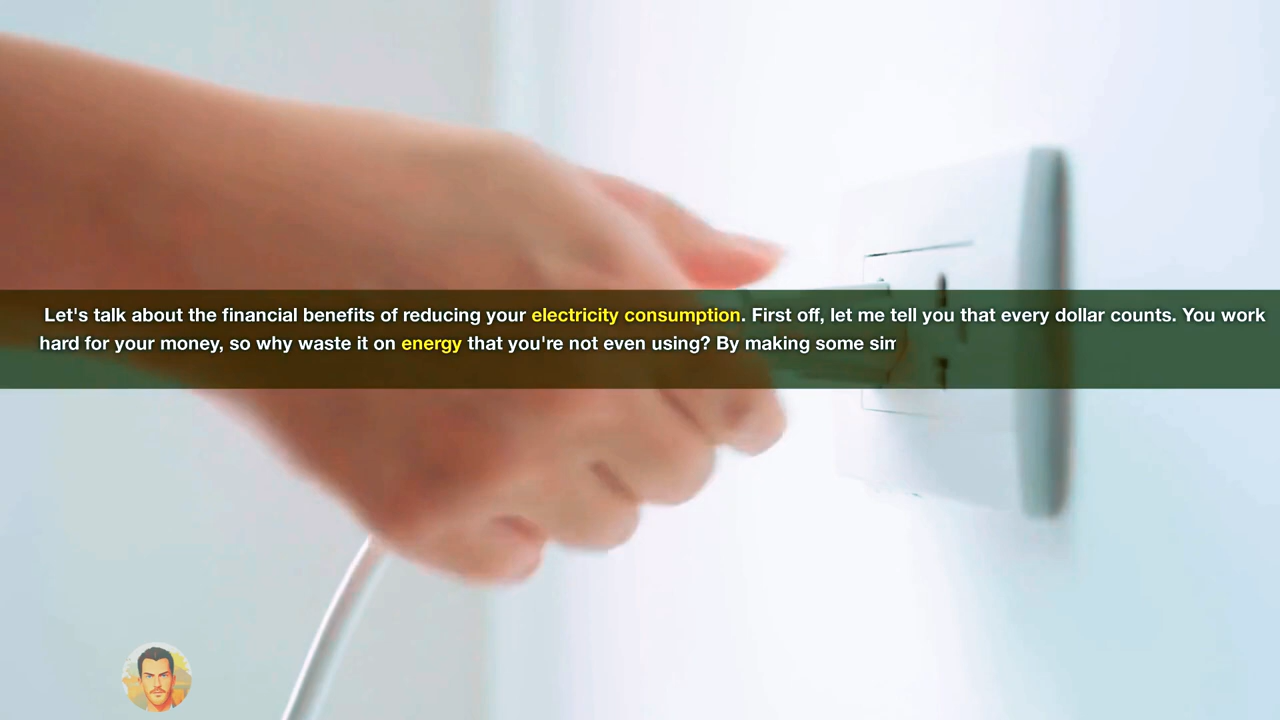 Let's talk about the financial benefits of reducing your electricity consumption. First off, let me tell you that every dollar counts. You work
hard for your money, so why waste it on energy that you're not even using? By making some